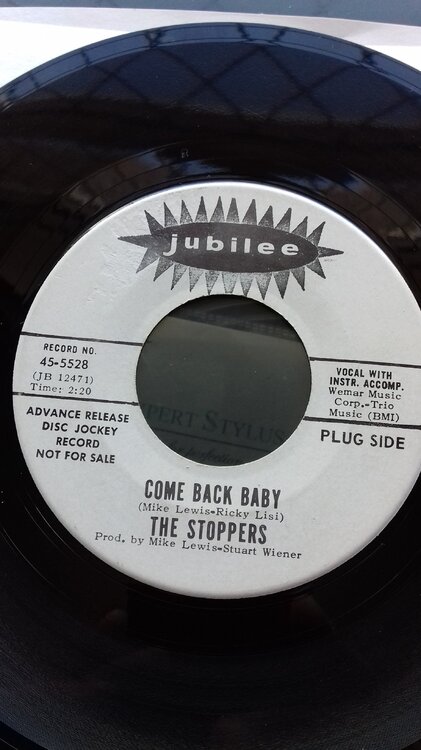 jubilee
RECORD NO.
45-5528
(JB 12471)
Time: 2:20
VOCAL WITH
INSTR. ACCOMP.
Wemar Music
Corp.-Trio
Music (BMI)
ADVANCE RELEASE
DISC JOCKEY
RECORD
NOT FOR SALE
PLUG SIDE
EXPERT STYLUS
COME BACK BABY
(Mike Lewis-Ricky Lisi)
THE STOPPERS
Prod. by Mike Lewis-Stuart Wiener